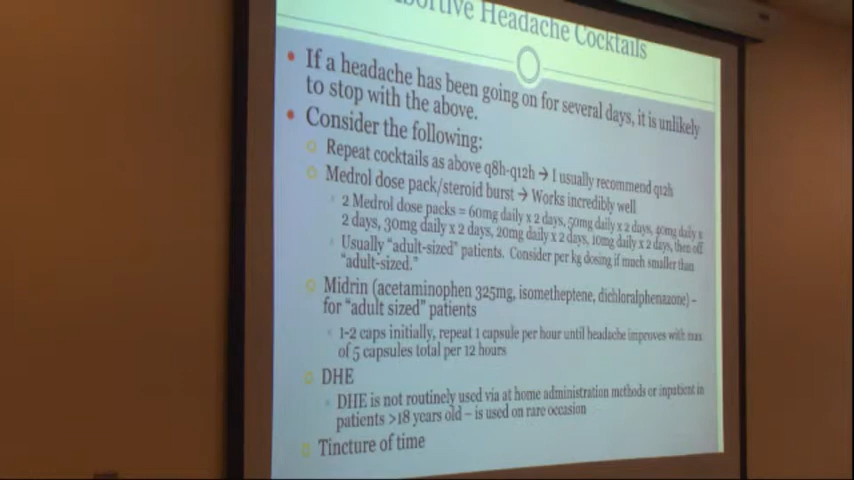 Headache Cocktails
• If a headache has been going on for several days, it is unlikely
to stop with the above.
• Consider the following:
Repeat cocktails as above q8h-q12h → I usually recommend q12h
Medrol dose pack/steroid burst → Works incredibly well
2 Medrol dose packs = 60mg daily x 2 days, 50mg daily x 2 days, 40mg daily x
2 days, 30mg daily x 2 days, 20mg daily x 2 days, 10mg daily x 2 days, then off
Usually "adult-sized" patients. Consider per kg dosing if much smaller than
"adult-sized."
Midrin (acetaminophen 325mg, isometheptene, dichloralphenazone) –
for "adult sized" patients
1-2 caps initially, repeat 1 capsule per hour until headache improves with max
of 5 capsules total per 12 hours
DHE
DHE is not routinely used via at home administration methods or inpatient in
patients >18 years old – is used on rare occasion
Tincture of time